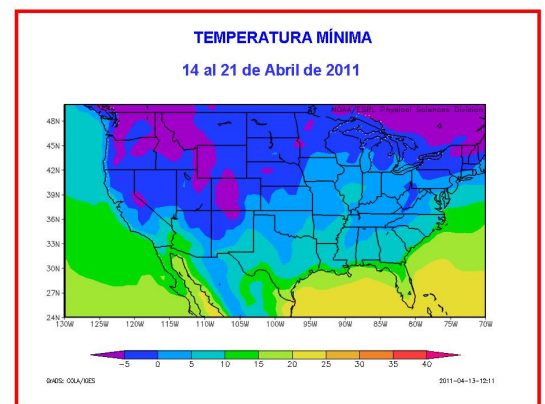 TEMPERATURA MÍNIMA
14 al 21 de Abril de 2011
NOAA/ESRL Physical Sciences Division
48N
45N
42N
39N
36N
33N
30N
27N
24N
130W 125W 120W 115W 110W 105W 100W 95W 90W 85W 80W 75W 70W
-5 0 5 10 15 20 25 30 35 40
GrADS: COLA/IGES 2011-04-13-12:11